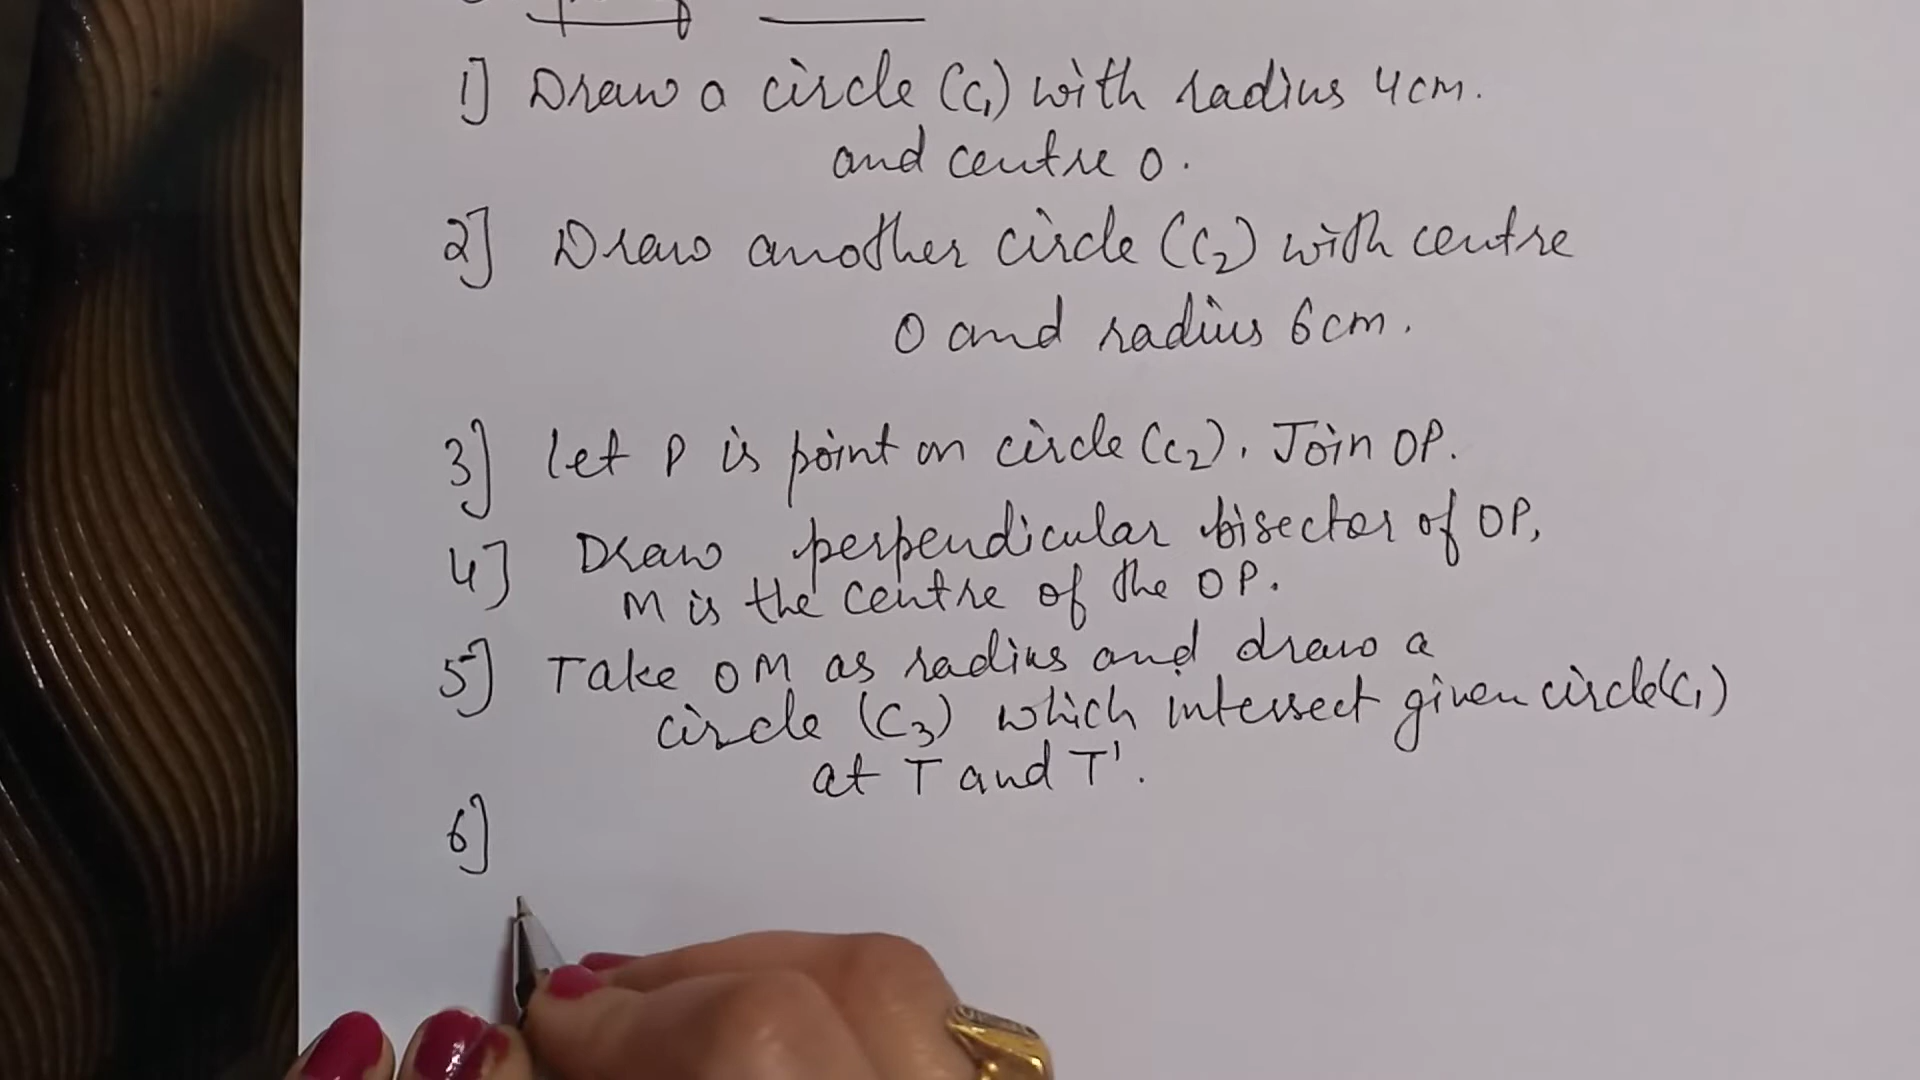 1] Draw a circle (C₁) with radius 4cm.
and centre O.
2] Draw another circle (C₂) with centre
O and radius 6cm.
3] let P is point on circle (C₂). Join OP.
4] Draw perpendicular bisector of OP,
M is the centre of the OP.
5] Take OM as radius and draw a
circle (C₃) which intersect given circle (C₁)
at T and T'.
6]